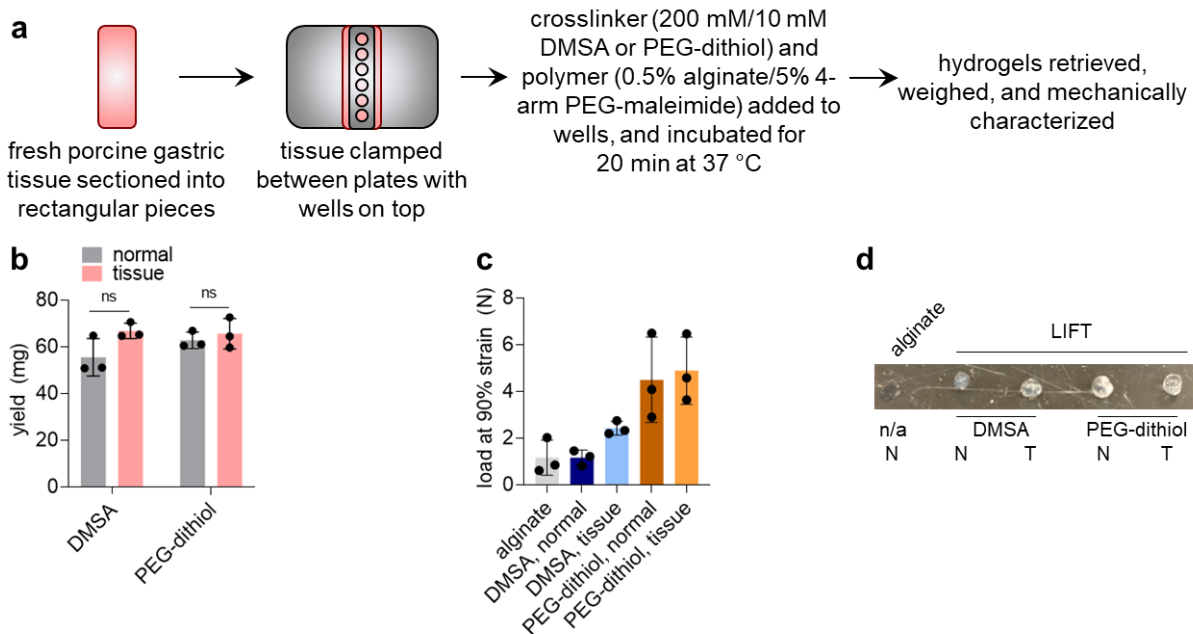 a
fresh porcine gastric
tissue sectioned into
rectangular pieces
tissue clamped
between plates with
wells on top
crosslinker (200 mM/10 mM
DMSA or PEG-dithiol) and
polymer (0.5% alginate/5% 4-
arm PEG-maleimide) added to
wells, and incubated for
20 min at 37 °C
hydrogels retrieved,
weighed, and mechanically
characterized
b
normal
tissue
ns
ns
yield (mg)
80
60
40
20
0
DMSA
PEG-dithiol
c
load at 90% strain (N)
8
6
4
2
0
alginate
DMSA, normal
DMSA, tissue
PEG-dithiol, normal
PEG-dithiol, tissue
d
alginate
LIFT
n/a
DMSA
PEG-dithiol
N
N
T
N
T